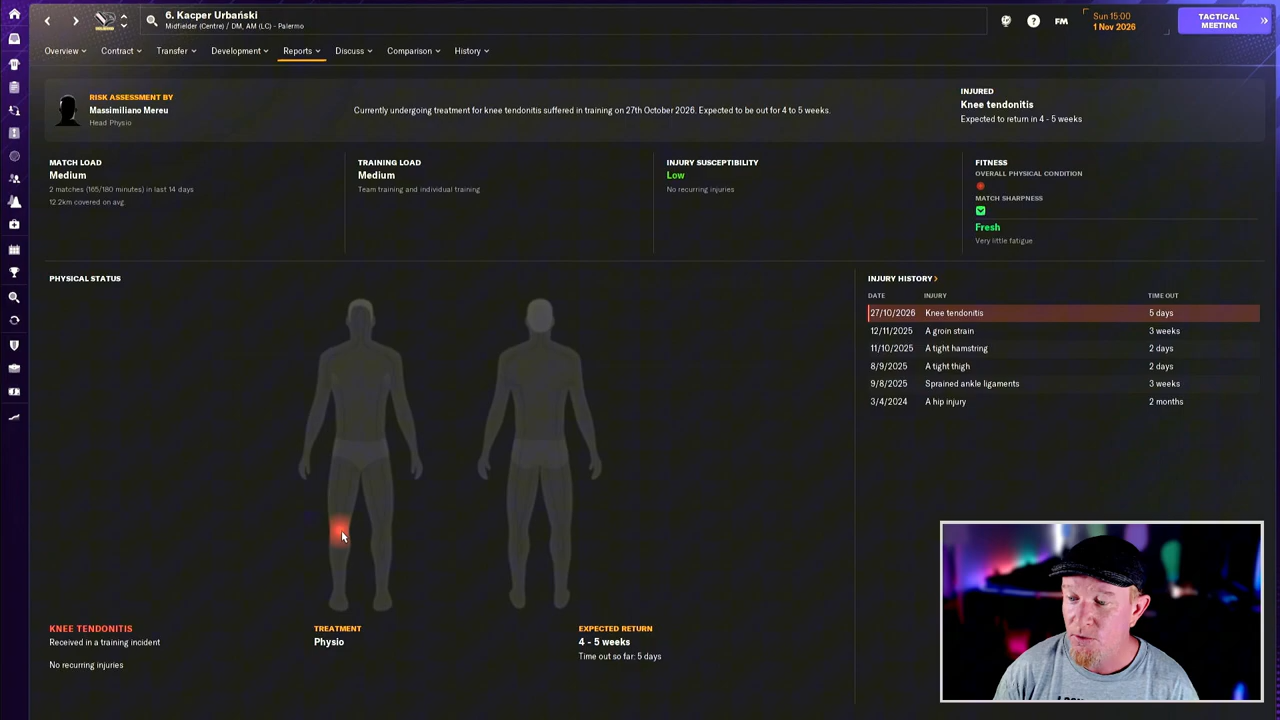 6. Kacper Urbański
Midfielder (Centre) / DM, AM (LC) - Palermo
FM
Sun 15:00
1 Nov 2026
TACTICAL
MEETING
Overview
Contract
Transfer
Development
Reports
Discuss
Comparison
History
RISK ASSESSMENT BY
Massimiliano Mereu
Head Physio
Currently undergoing treatment for knee tendonitis suffered in training on 27th October 2026. Expected to be out for 4 to 5 weeks.
INJURED
Knee tendonitis
Expected to return in 4 - 5 weeks
MATCH LOAD
Medium
2 matches (165/180 minutes) in last 14 days
12.2km covered on avg.
TRAINING LOAD
Medium
Team training and individual training
INJURY SUSCEPTIBILITY
Low
No recurring injuries
FITNESS
OVERALL PHYSICAL CONDITION
MATCH SHARPNESS
Fresh
Very little fatigue
PHYSICAL STATUS
INJURY HISTORY
DATE INJURY TIME OUT
27/10/2026 Knee tendonitis 5 days
12/11/2025 A groin strain 3 weeks
11/10/2025 A tight hamstring 2 days
8/9/2025 A tight thigh 2 days
9/8/2025 Sprained ankle ligaments 3 weeks
3/4/2024 A hip injury 2 months
KNEE TENDONITIS
Received in a training incident
No recurring injuries
TREATMENT
Physio
EXPECTED RETURN
4 - 5 weeks
Time out so far: 5 days